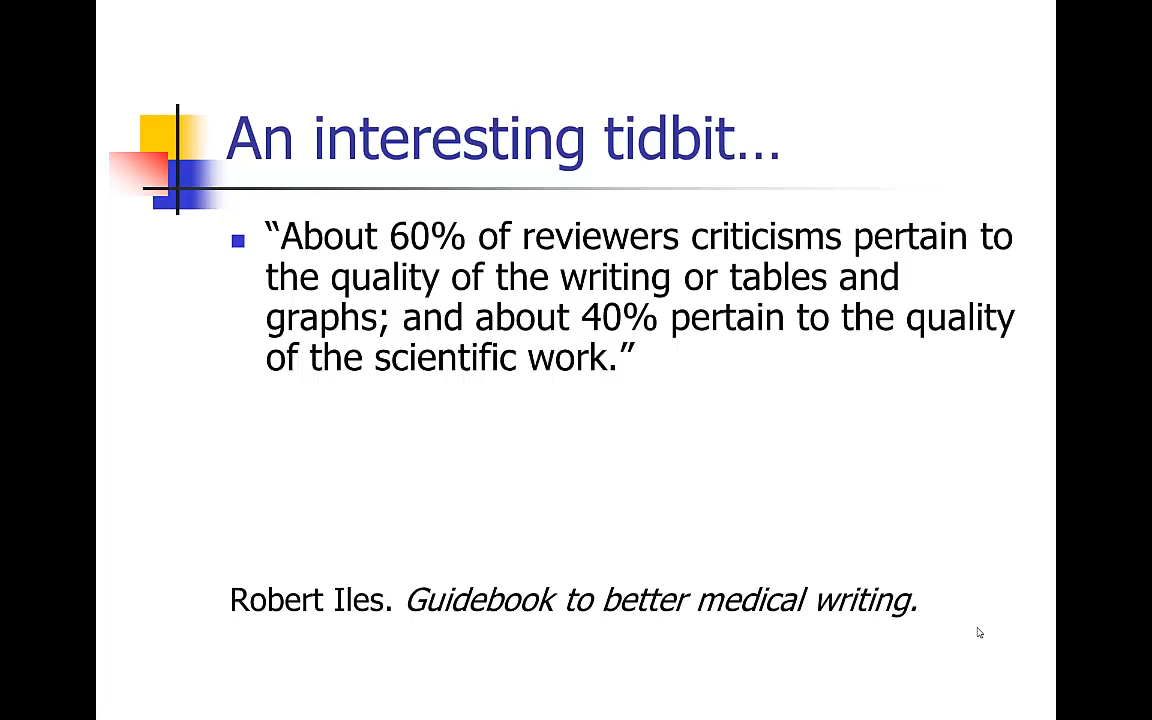 An interesting tidbit…
“About 60% of reviewers criticisms pertain to
the quality of the writing or tables and
graphs; and about 40% pertain to the quality
of the scientific work.”
Robert Iles. Guidebook to better medical writing.